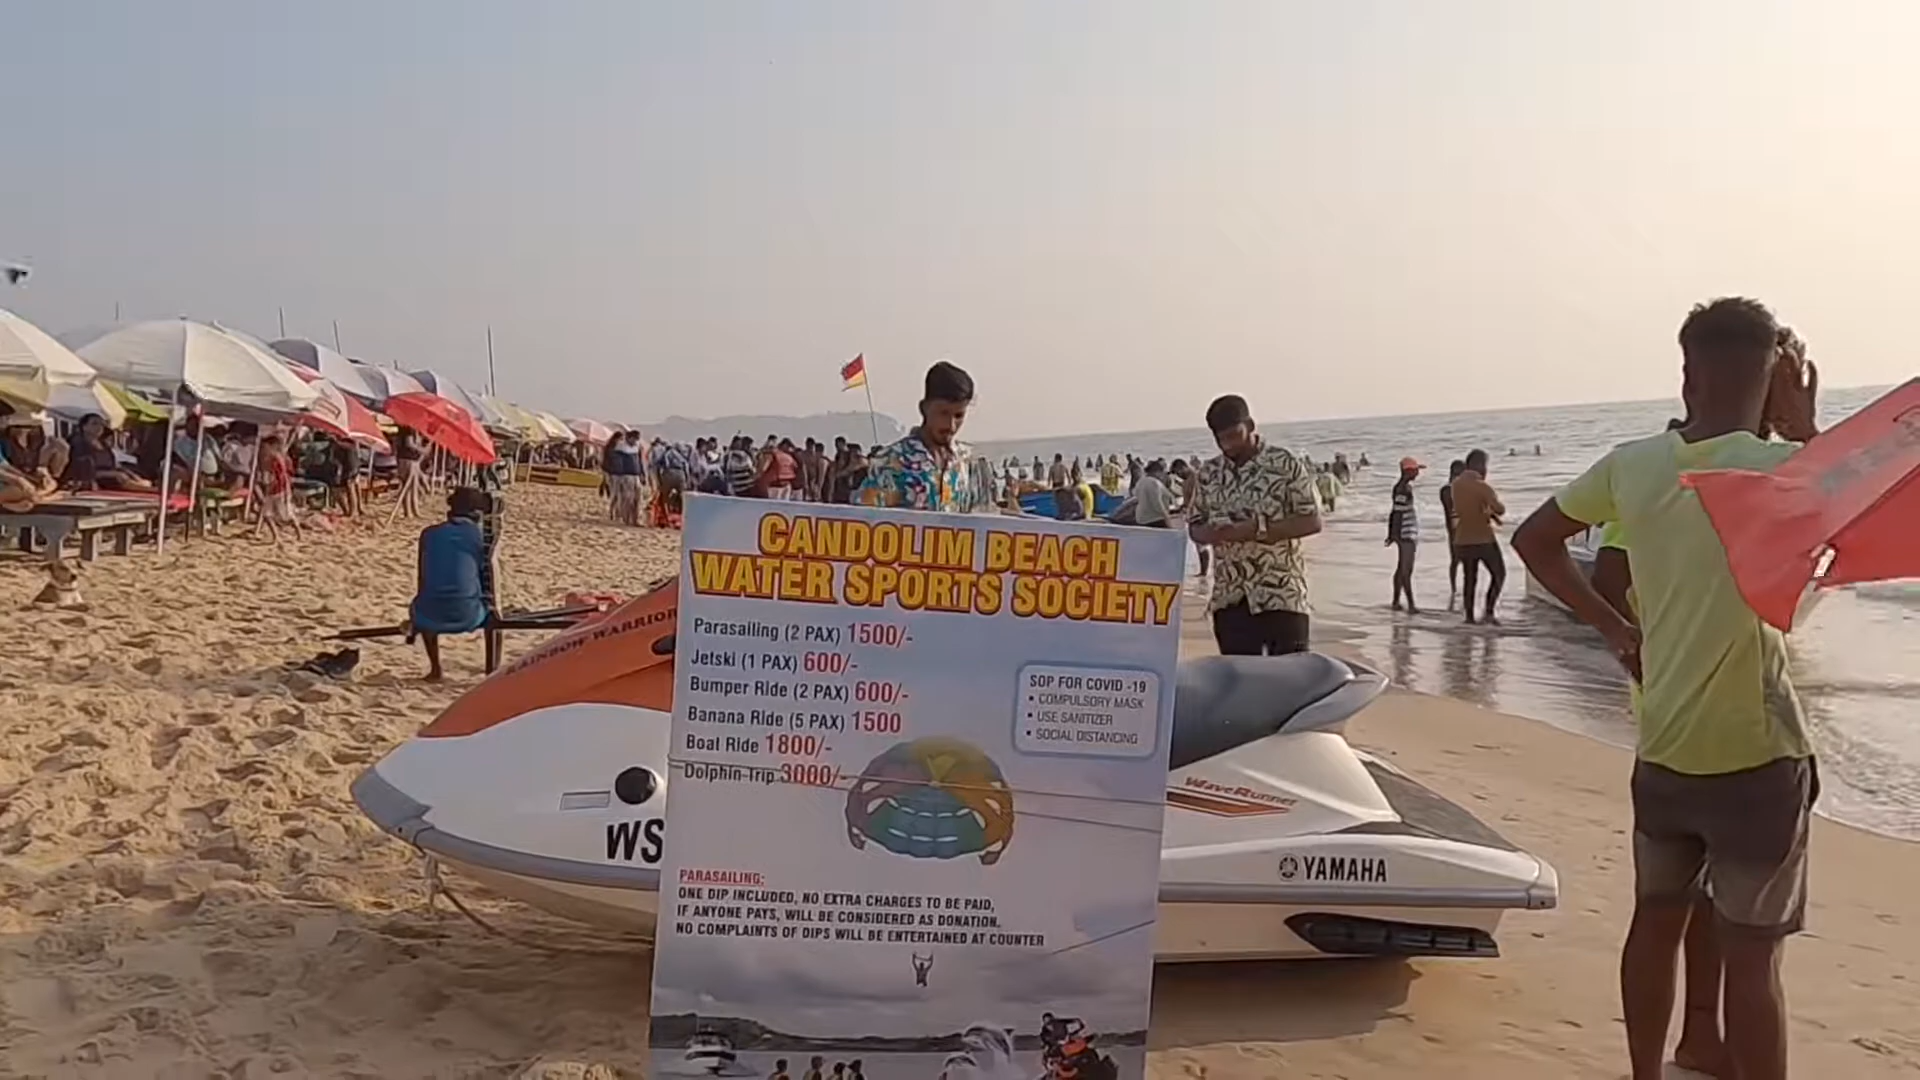 CANDOLIM BEACH
WATER SPORTS SOCIETY
Parasailing (2 PAX) 1500/-
Jetski (1 PAX) 600/-
Bumper Ride (2 PAX) 600/-
Banana Ride (5 PAX) 1500
Boat Ride 1800/-
Dolphin Trip 3000/-
SOP FOR COVID -19
• COMPULSORY MASK
• USE SANITIZER
• SOCIAL DISTANCING
PARASAILING:
ONE DIP INCLUDED, NO EXTRA CHARGES TO BE PAID,
IF ANYONE PAYS, WILL BE CONSIDERED AS DONATION.
NO COMPLAINTS OF DIPS WILL BE ENTERTAINED AT COUNTER
RAINBOW WARRIOR
WS
WaveRunner
YAMAHA